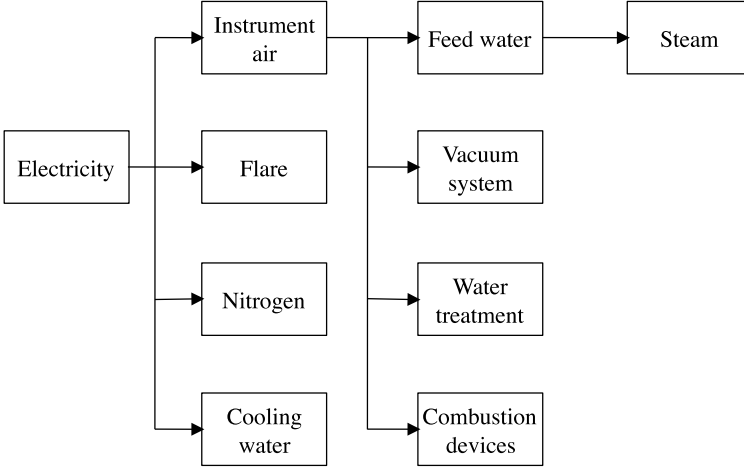 Instrument
air
Feed water
Steam
Electricity
Flare
Vacuum
system
Nitrogen
Water
treatment
Cooling
water
Combustion
devices